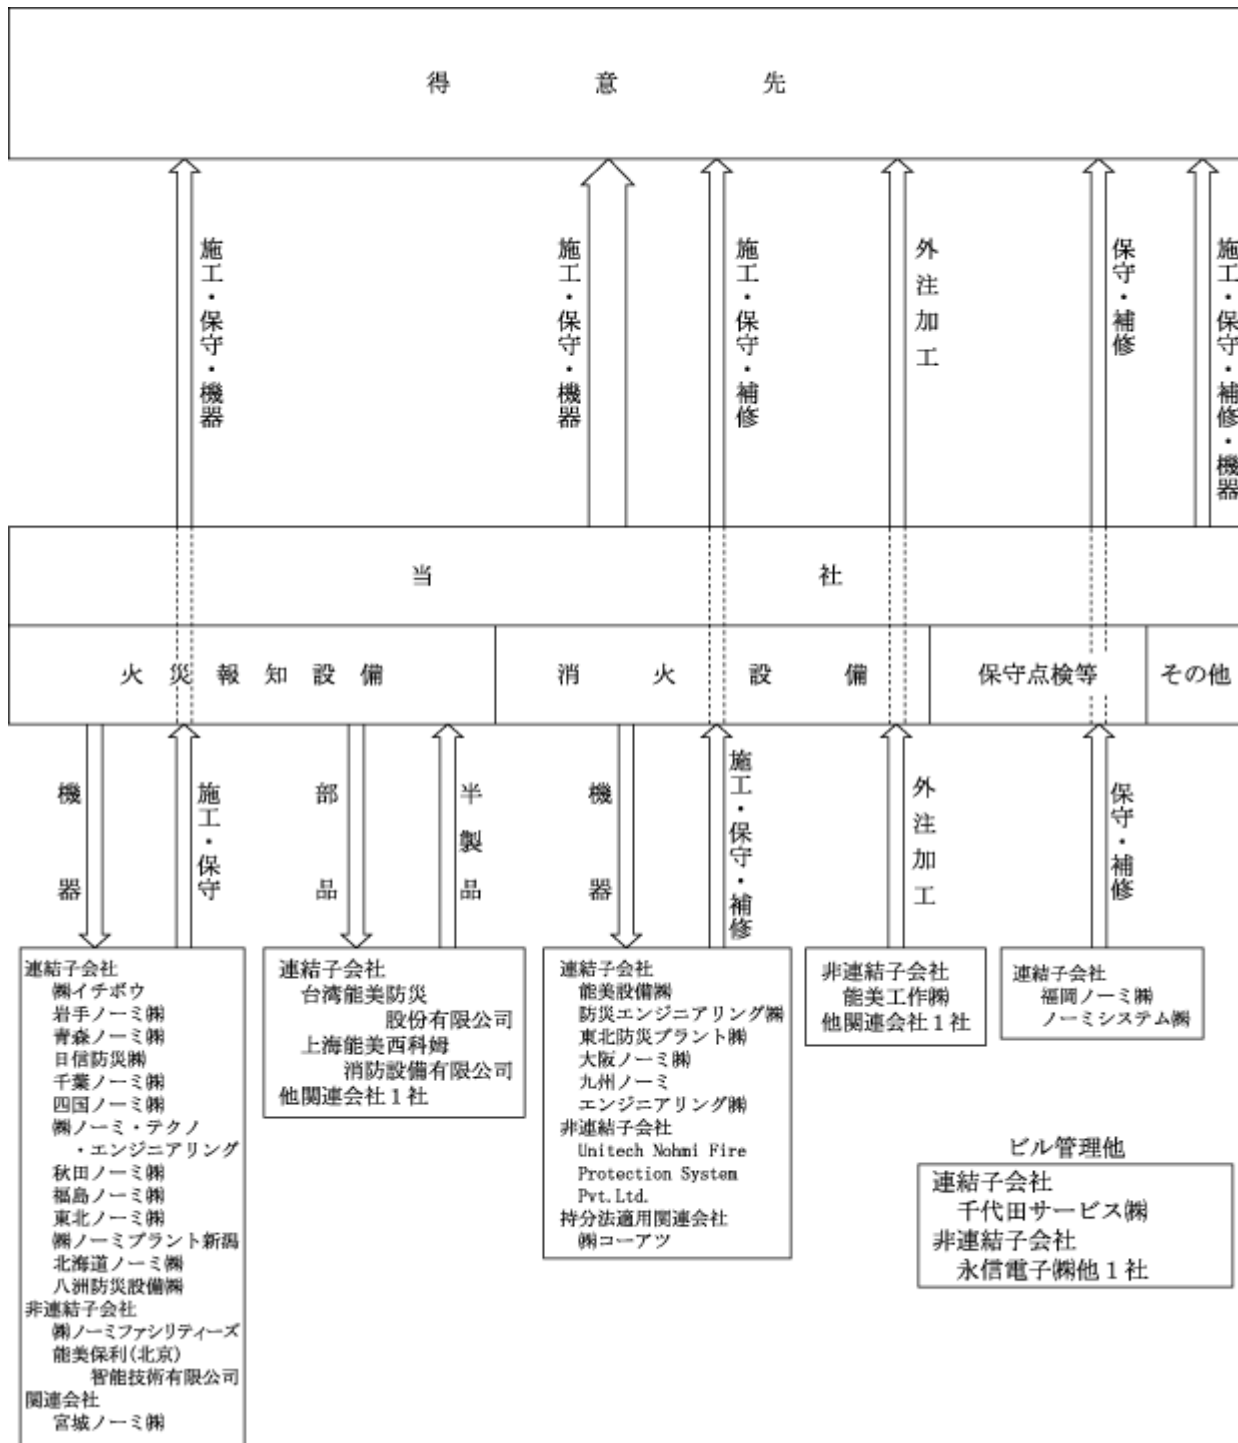 得意先
施工・保守・機器
施工・保守・機器
施工・保守・補修
外注加工
保守・補修
施工・保守・補修・機器
当社
火災報知設備
消火設備
保守点検等
その他
機器
施工・保守
部品
半製品
機器
施工・保守・補修
外注加工
保守・補修
連結子会社
㈱イチボウ
岩手ノーミ㈱
青森ノーミ㈱
日信防災㈱
千葉ノーミ㈱
四国ノーミ㈱
㈱ノーミ・テクノ
・エンジニアリング
秋田ノーミ㈱
福島ノーミ㈱
東北ノーミ㈱
㈱ノーミプラント新潟
北海道ノーミ㈱
八洲防災設備㈱
非連結子会社
㈱ノーミファシリティーズ
能美保利(北京)
智能技術有限公司
関連会社
宮城ノーミ㈱
連結子会社
台湾能美防災
股份有限公司
上海能美西科姆
消防設備有限公司
他関連会社１社
連結子会社
能美設備㈱
防災エンジニアリング㈱
東北防災プラント㈱
大阪ノーミ㈱
九州ノーミ
エンジニアリング㈱
非連結子会社
Unitech Nohmi Fire
Protection System
Pvt.Ltd.
持分法適用関連会社
㈱コーアツ
非連結子会社
能美工作㈱
他関連会社１社
連結子会社
福岡ノーミ㈱
ノーミシステム㈱
ビル管理他
連結子会社
千代田サービス㈱
非連結子会社
永信電子㈱他１社